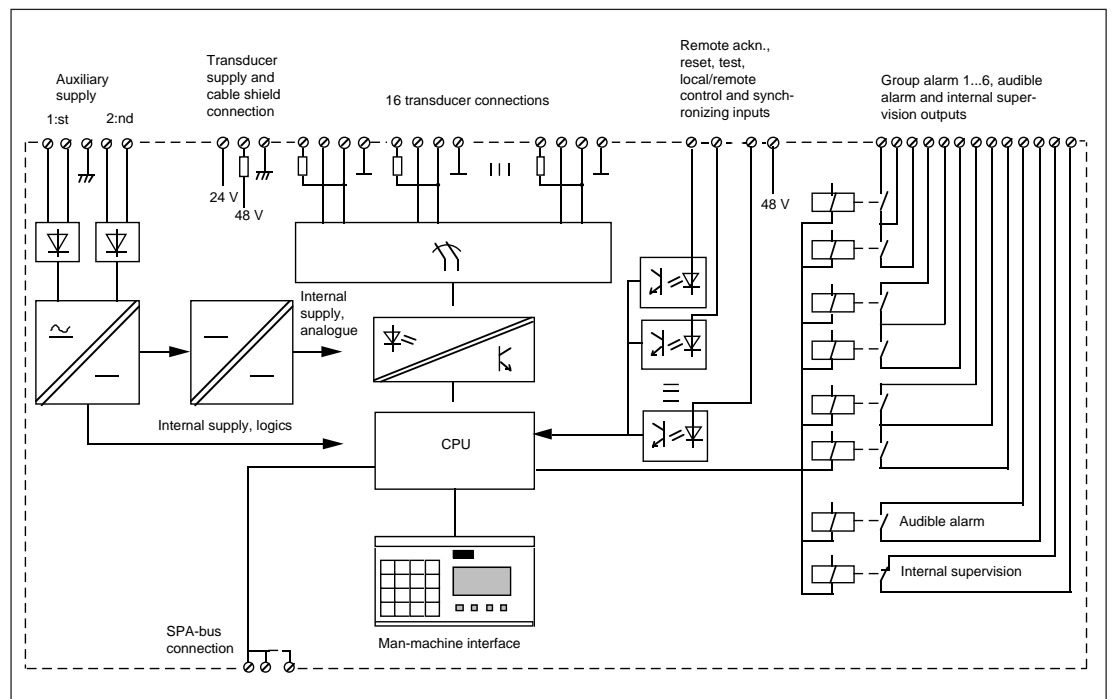 Auxiliary
supply
1:st
2:nd
Transducer
supply and
cable shield
connection
16 transducer connections
Remote ackn.,
reset, test,
local/remote
control and synch-
ronizing inputs
Group alarm 1...6, audible
alarm and internal super-
vision outputs
24 V
48 V
48 V
Internal
supply,
analogue
Internal supply, logics
CPU
Audible alarm
Internal supervision
SPA-bus
connection
Man-machine interface